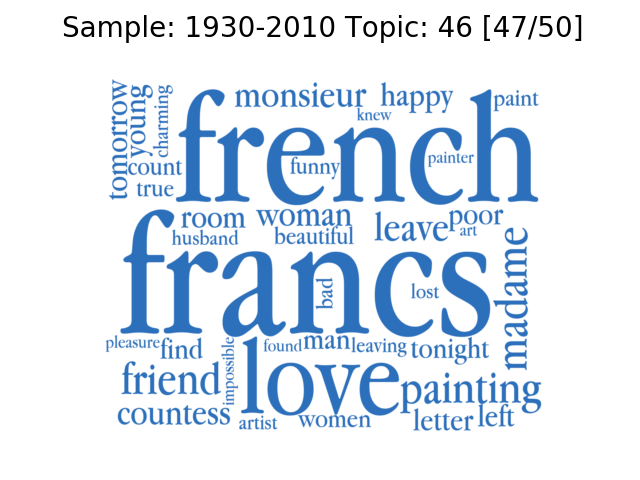 Sample: 1930-2010 Topic: 46 [47/50]
tomorrow
young
charming
monsieur
happy
paint
knew
french
count
true
funny
painter
room
woman
leave
poor
art
husband
beautiful
francs
bad
lost
madame
pleasure
find
impossible
found
man
leaving
tonight
friend
love
painting
countess
artist
women
letter
left